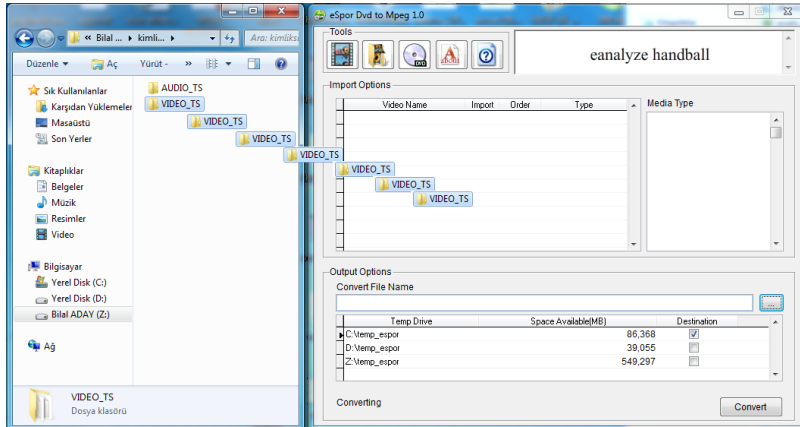 « Bilal ... ▸ kimli... ▸
Ara: kimliks
Düzenle
Aç
Yürüt -
»
Sık Kullanılanlar
Karşıdan Yüklemeler
Masaüstü
Son Yerler
Kitaplıklar
Belgeler
Müzik
Resimler
Video
Bilgisayar
Yerel Disk (C:)
Yerel Disk (D:)
Bilal ADAY (Z:)
Ağ
AUDIO_TS
VIDEO_TS
VIDEO_TS
VIDEO_TS
VIDEO_TS
VIDEO_TS
VIDEO_TS
VIDEO_TS
VIDEO_TS
Dosya klasörü
eSpor Dvd to Mpeg 1.0
Tools
DVD
about
eanalyze handball
Import Options
Video Name Import Order Type
Media Type
Output Options
Convert File Name
...
Temp Drive Space Available(MB) Destination
C:\temp_espor 86,368
D:\temp_espor 39,055
Z:\temp_espor 549,297
Converting
Convert